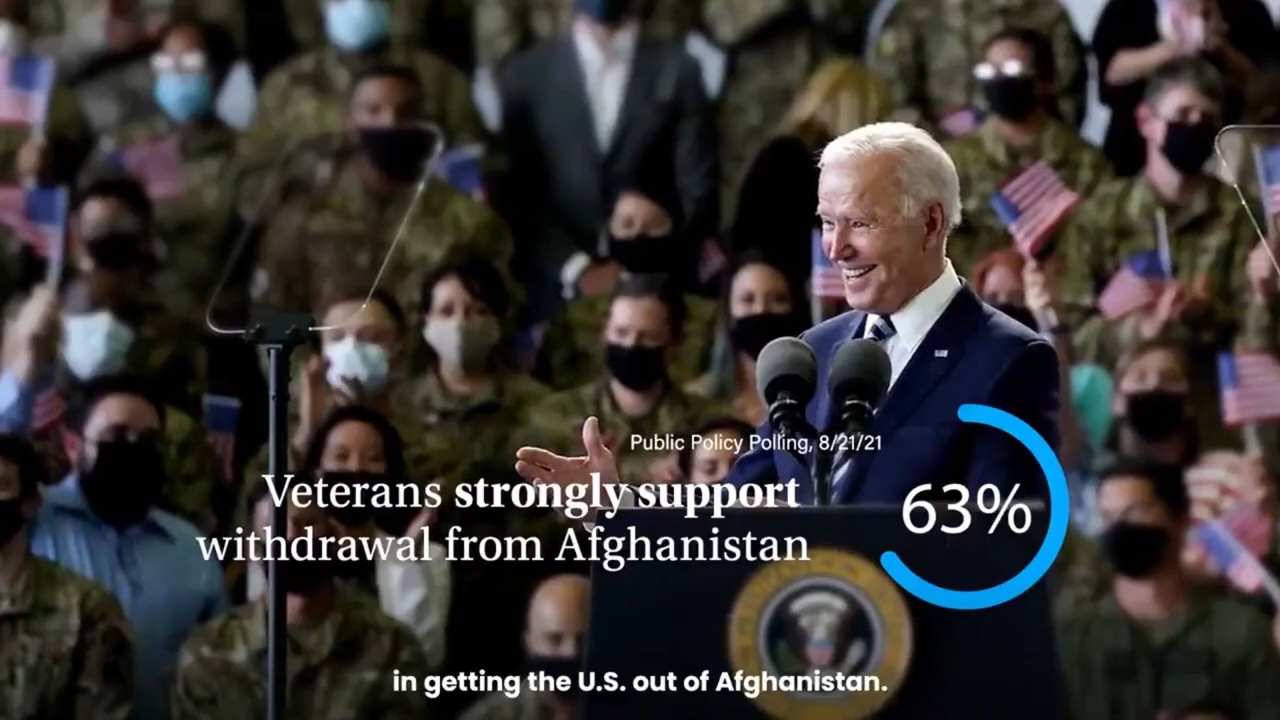 Public Policy Polling, 8/21/21
Veterans strongly support
withdrawal from Afghanistan
63%
in getting the U.S. out of Afghanistan.